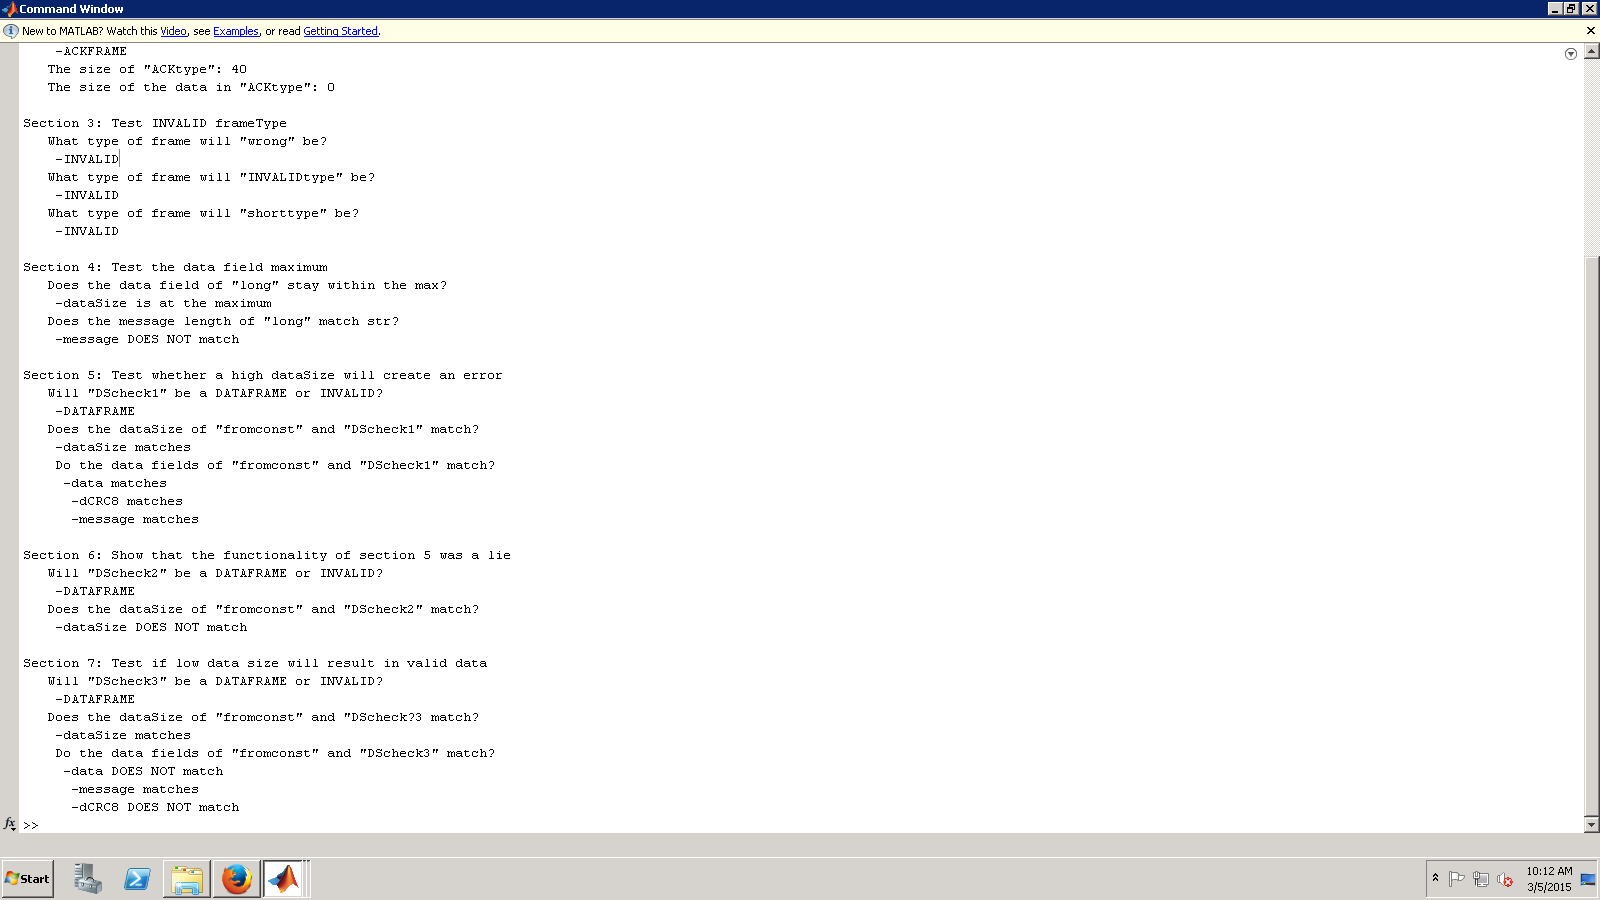 Command Window
New to MATLAB? Watch this Video, see Examples, or read Getting Started.
-ACKFRAME
The size of "ACKtype": 40
The size of the data in "ACKtype": 0
Section 3: Test INVALID frameType
What type of frame will "wrong" be?
-INVALID
What type of frame will "INVALIDtype" be?
-INVALID
What type of frame will "shorttype" be?
-INVALID
Section 4: Test the data field maximum
Does the data field of "long" stay within the max?
-dataSize is at the maximum
Does the message length of "long" match str?
-message DOES NOT match
Section 5: Test whether a high dataSize will create an error
Will "DScheck1" be a DATAFRAME or INVALID?
-DATAFRAME
Does the dataSize of "fromconst" and "DScheck1" match?
-dataSize matches
Do the data fields of "fromconst" and "DScheck1" match?
-data matches
-dCRC8 matches
-message matches
Section 6: Show that the functionality of section 5 was a lie
Will "DScheck2" be a DATAFRAME or INVALID?
-DATAFRAME
Does the dataSize of "fromconst" and "DScheck2" match?
-dataSize DOES NOT match
Section 7: Test if low data size will result in valid data
Will "DScheck3" be a DATAFRAME or INVALID?
-DATAFRAME
Does the dataSize of "fromconst" and "DScheck?3 match?
-dataSize matches
Do the data fields of "fromconst" and "DScheck3" match?
-data DOES NOT match
-message matches
-dCRC8 DOES NOT match
fx >>
Start
10:12 AM
3/5/2015